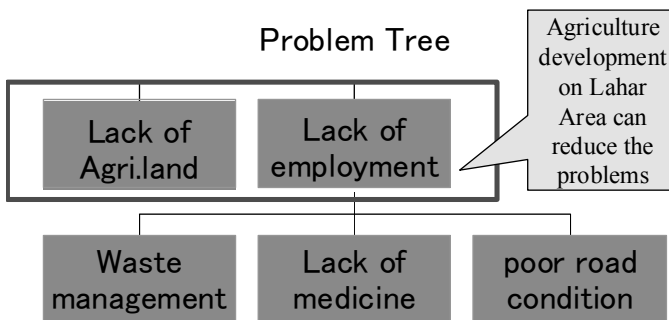 Problem Tree
Agriculture
development
on Lahar
Area can
reduce the
problems
Lack of
Agri.land
Lack of
employment
Waste
management
Lack of
medicine
poor road
condition